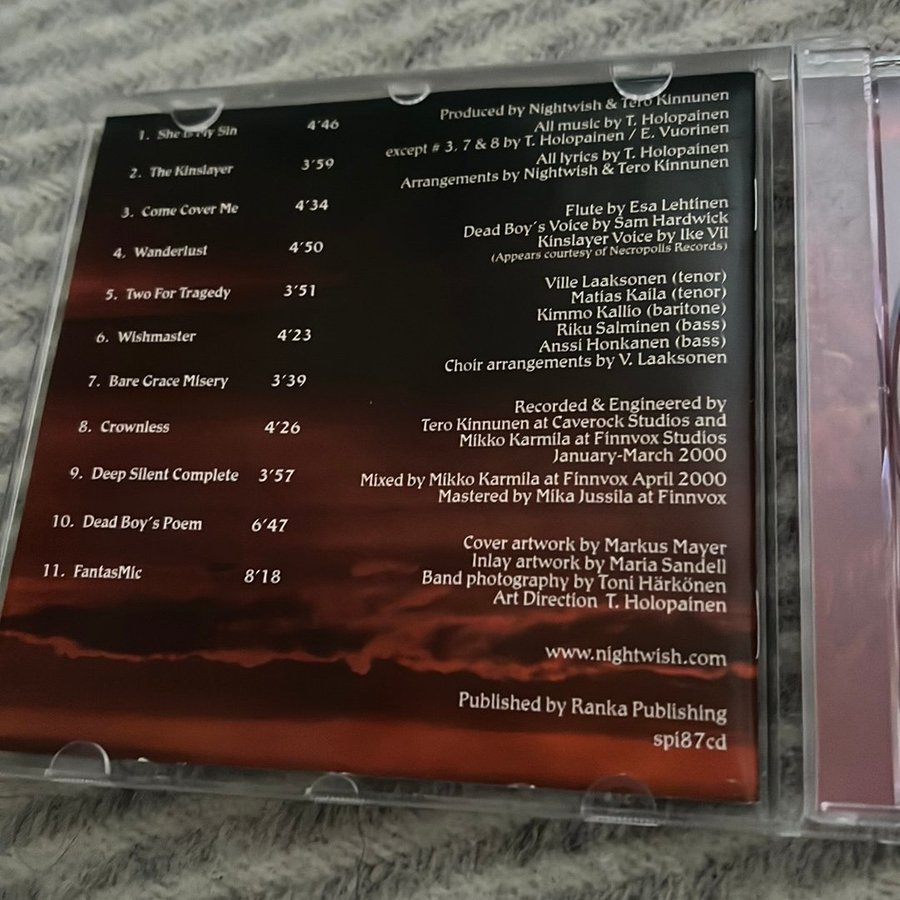 1. She Is My Sin 4'46
2. The Kinslayer 3'59
3. Come Cover Me 4'34
4. Wanderlust 4'50
5. Two For Tragedy 3'51
6. Wishmaster 4'23
7. Bare Grace Misery 3'39
8. Crownless 4'26
9. Deep Silent Complete 3'57
10. Dead Boy's Poem 6'47
11. FantasMic 8'18
Produced by Nightwish & Tero Kinnunen
All music by T. Holopainen
except # 3, 7 & 8 by T. Holopainen / E. Vuorinen
All lyrics by T. Holopainen
Arrangements by Nightwish & Tero Kinnunen
Flute by Esa Lehtinen
Dead Boy's Voice by Sam Hardwick
Kinslayer Voice by Ike Vil
(Appears courtesy of Necropolis Records)
Ville Laaksonen (tenor)
Matias Kaila (tenor)
Kimmo Kallio (baritone)
Riku Salminen (bass)
Anssi Honkanen (bass)
Choir arrangements by V. Laaksonen
Recorded & Engineered by
Tero Kinnunen at Caverock Studios and
Mikko Karmila at Finnvox Studios
January-March 2000
Mixed by Mikko Karmila at Finnvox April 2000
Mastered by Mika Jussila at Finnvox
Cover artwork by Markus Mayer
Inlay artwork by Maria Sandell
Band photography by Toni Härkönen
Art Direction T. Holopainen
www.nightwish.com
Published by Ranka Publishing
spi87cd